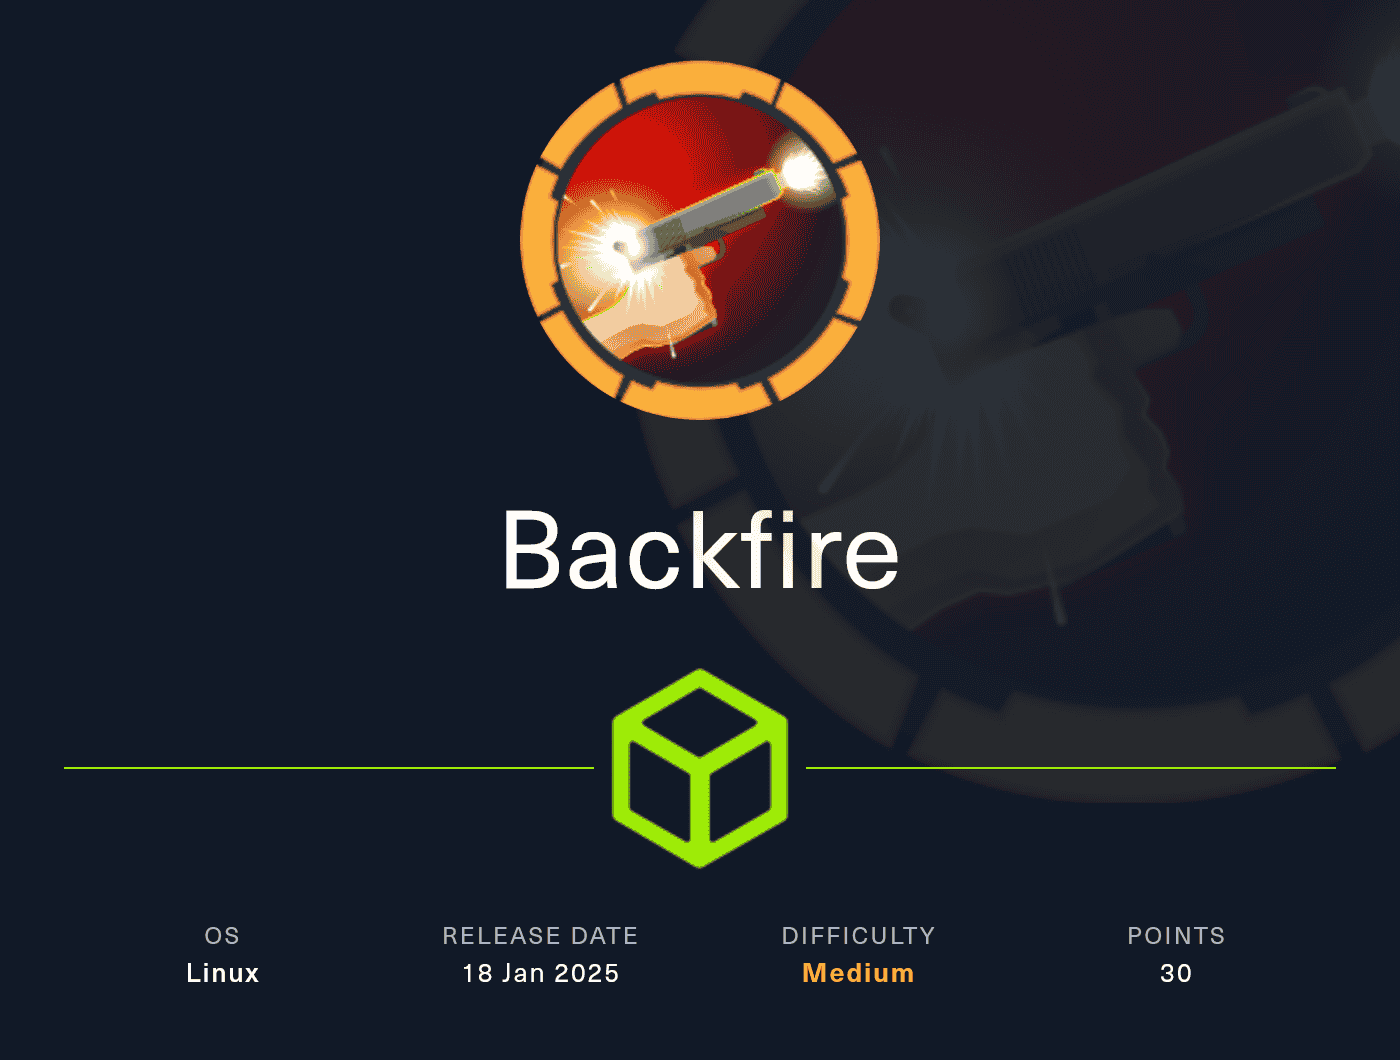 Backfire
OS
Linux
RELEASE DATE
18 Jan 2025
DIFFICULTY
Medium
POINTS
30